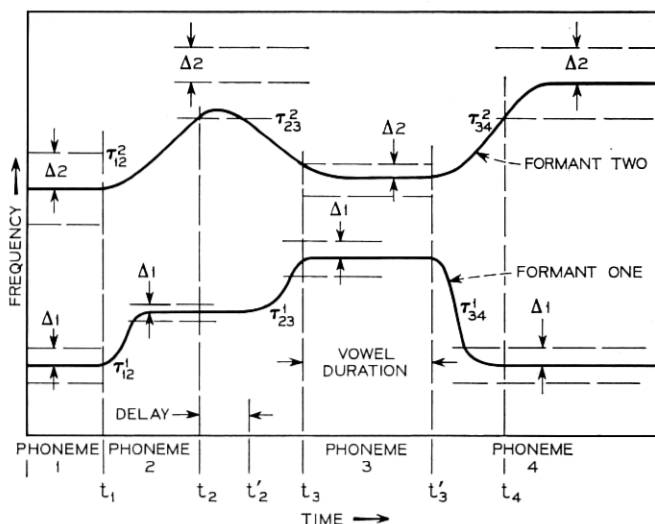 Δ2
Δ2
τ²₁₂
τ²₂₃
τ²₃₄
Δ2
Δ2
FORMANT TWO
FREQUENCY
Δ1
Δ1
FORMANT ONE
Δ1
τ¹₂₃
τ¹₃₄
Δ1
τ¹₁₂
VOWEL
DURATION
DELAY
PHONEME
1
PHONEME
2
PHONEME
3
PHONEME
4
t₁
t₂
t′₂
t₃
t′₃
t₄
TIME